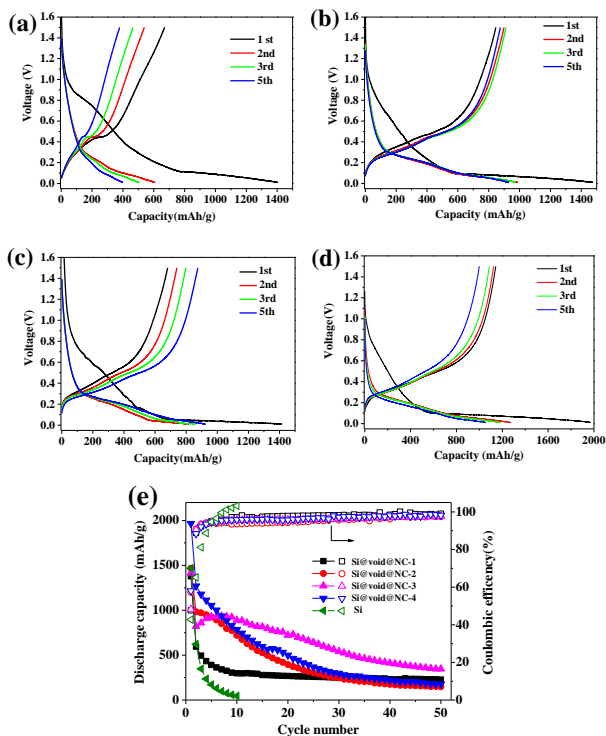 (a)
1 st
2nd
3rd
5th
Voltage (V)
1.6
1.4
1.2
1.0
0.8
0.6
0.4
0.2
0.0
0 200 400 600 800 1000 1200 1400
Capacity(mAh/g)
(b)
1st
2nd
3rd
5th
Voltage (V)
1.6
1.4
1.2
1.0
0.8
0.6
0.4
0.2
0.0
0 200 400 600 800 1000 1200 1400
Capacity (mAh/g)
(c)
1st
2nd
3rd
5th
Voltage(V)
1.6
1.4
1.2
1.0
0.8
0.6
0.4
0.2
0.0
0 200 400 600 800 1000 1200 1400
Capacity(mAh/g)
(d)
1st
2nd
3rd
5th
Voltage(V)
1.6
1.4
1.2
1.0
0.8
0.6
0.4
0.2
0.0
0 400 800 1200 1600 2000
Capacity (mAh/g)
(e)
Discharge capacity (mAh/g)
2000
1500
1000
500
0
Si@void@NC-1
Si@void@NC-2
Si@void@NC-3
Si@void@NC-4
Si
100
80
60
40
20
0
Coulombic efficency(%)
0 10 20 30 40 50
Cycle number